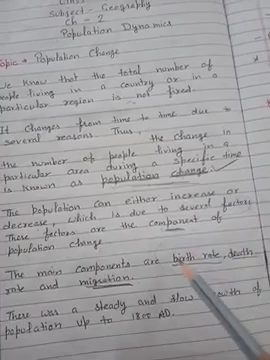 Class
Subject - Geography
Ch - 2
Population Dynamics
Topic → Population Change
We know that the total number of
people living in a country or in a
particular region is not fixed.
It changes from time to time due to
several reasons. Thus, the change in
the number of people living in a
particular area during a specific time
is known as population change.
The population can either increase or
decrease, which is due to several factors
These factors are the component of
population change
The main components are birth rate, death
rate and migration.
There was a steady and slow growth of
population up to 1800 AD.